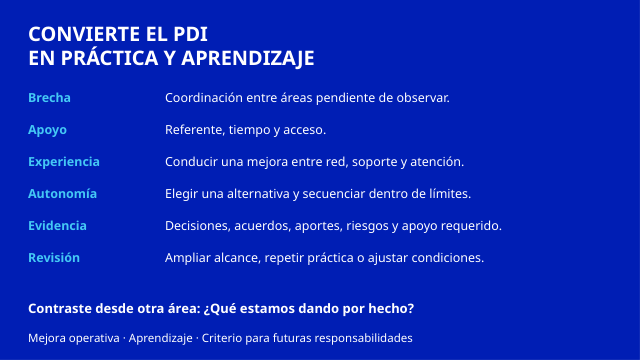 CONVIERTE EL PDI
EN PRÁCTICA Y APRENDIZAJE
Brecha Coordinación entre áreas pendiente de observar.
Apoyo Referente, tiempo y acceso.
Experiencia Conducir una mejora entre red, soporte y atención.
Autonomía Elegir una alternativa y secuenciar dentro de límites.
Evidencia Decisiones, acuerdos, aportes, riesgos y apoyo requerido.
Revisión Ampliar alcance, repetir práctica o ajustar condiciones.
Contraste desde otra área: ¿Qué estamos dando por hecho?
Mejora operativa · Aprendizaje · Criterio para futuras responsabilidades